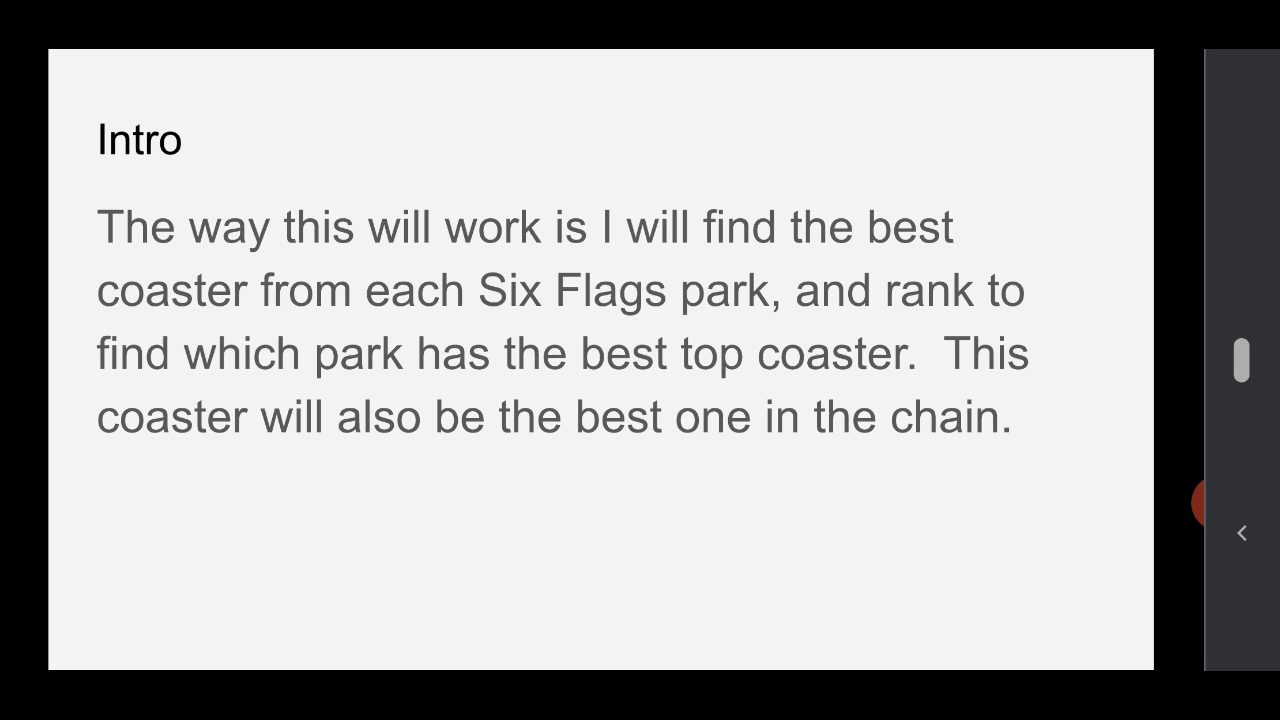 Intro
The way this will work is I will find the best
coaster from each Six Flags park, and rank to
find which park has the best top coaster.  This
coaster will also be the best one in the chain.